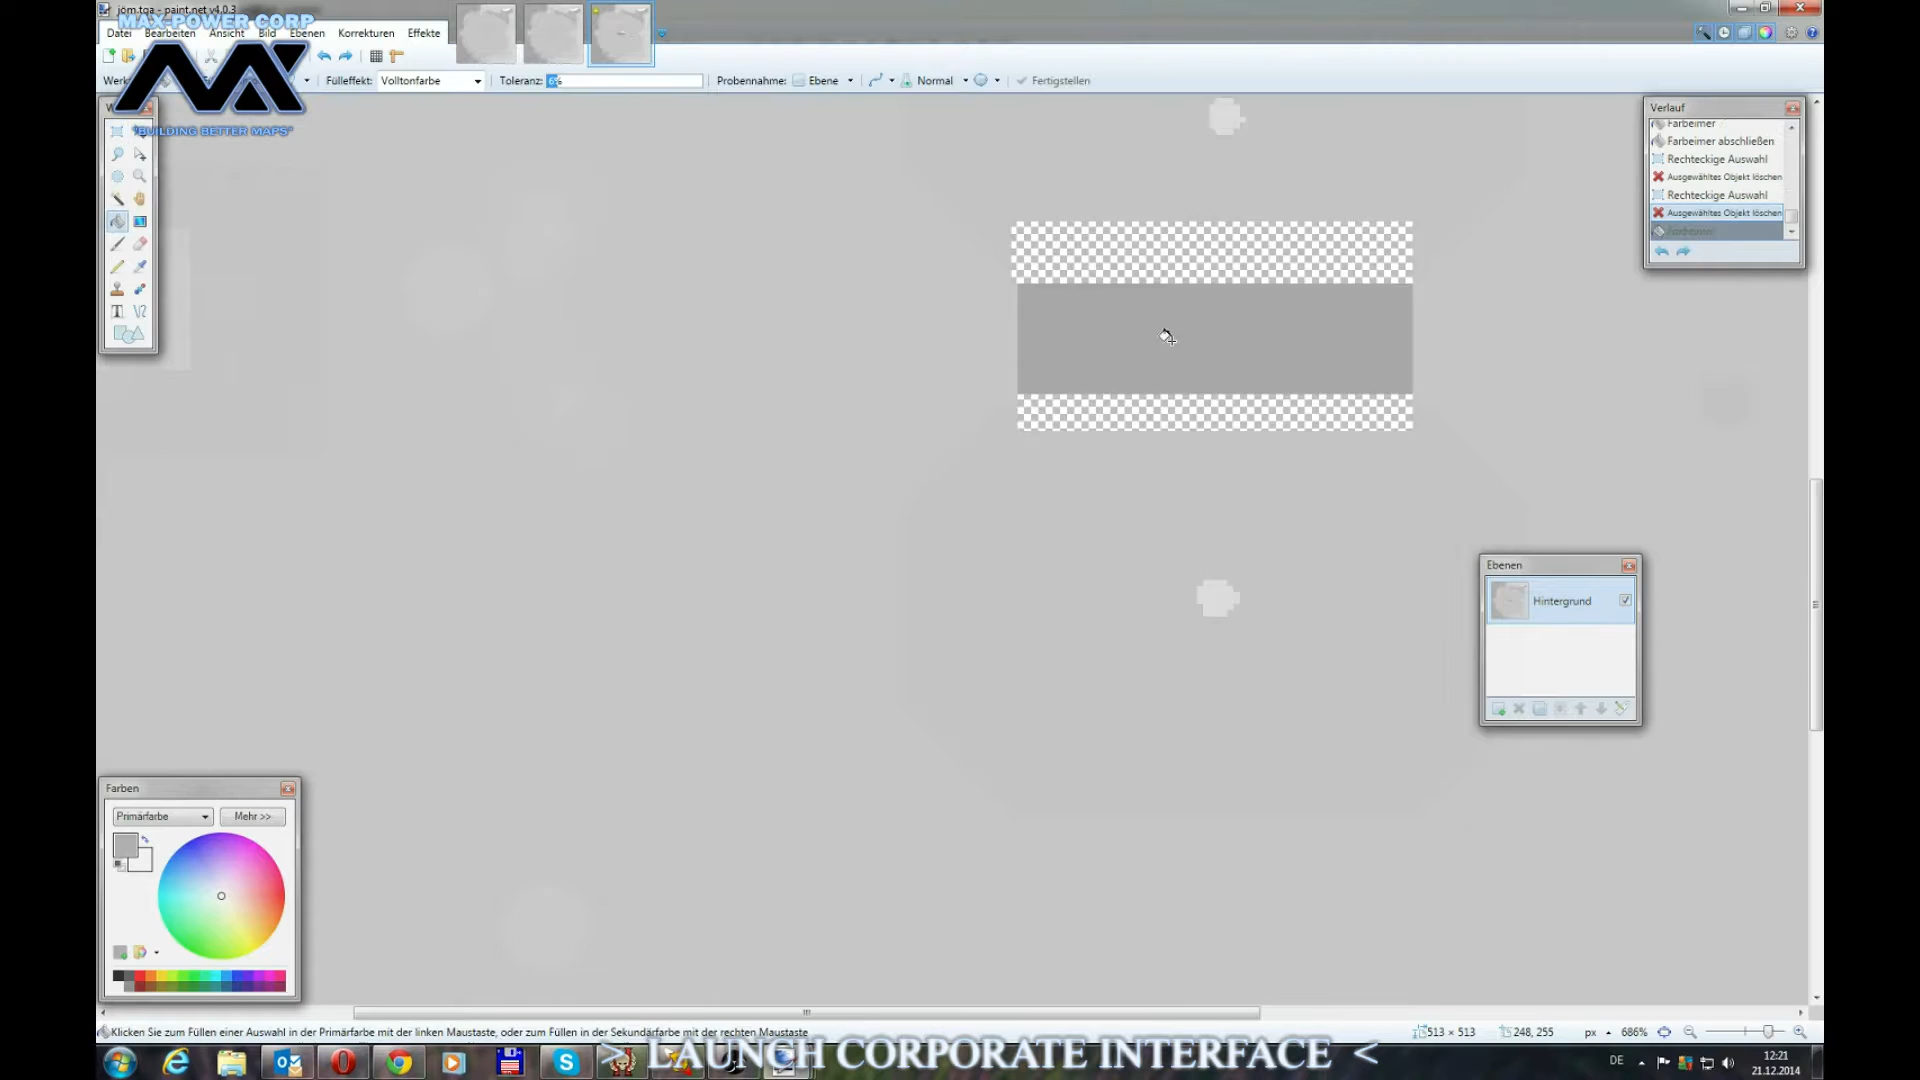 jom.tga - paint.net v4.0.3
MAX-POWER CORP
Datei Bearbeiten Ansicht Bild Ebenen Korrekturen Effekte
Fülleffekt: Volltonfarbe Toleranz: 6% Probennahme: Ebene Normal Fertigstellen
"BUILDING BETTER MAPS"
Verlauf
Farbeimer
Farbeimer abschließen
Rechteckige Auswahl
Ausgewähltes Objekt löschen
Rechteckige Auswahl
Ausgewähltes Objekt löschen
Farbeimer
Ebenen
Hintergrund
Farben
Primärfarbe Mehr >>
Klicken Sie zum Füllen einer Auswahl in der Primärfarbe mit der linken Maustaste, oder zum Füllen in der Sekundärfarbe mit der rechten Maustaste
513 × 513 248, 255 px 686%
> LAUNCH CORPORATE INTERFACE <
DE
12:21
21.12.2014